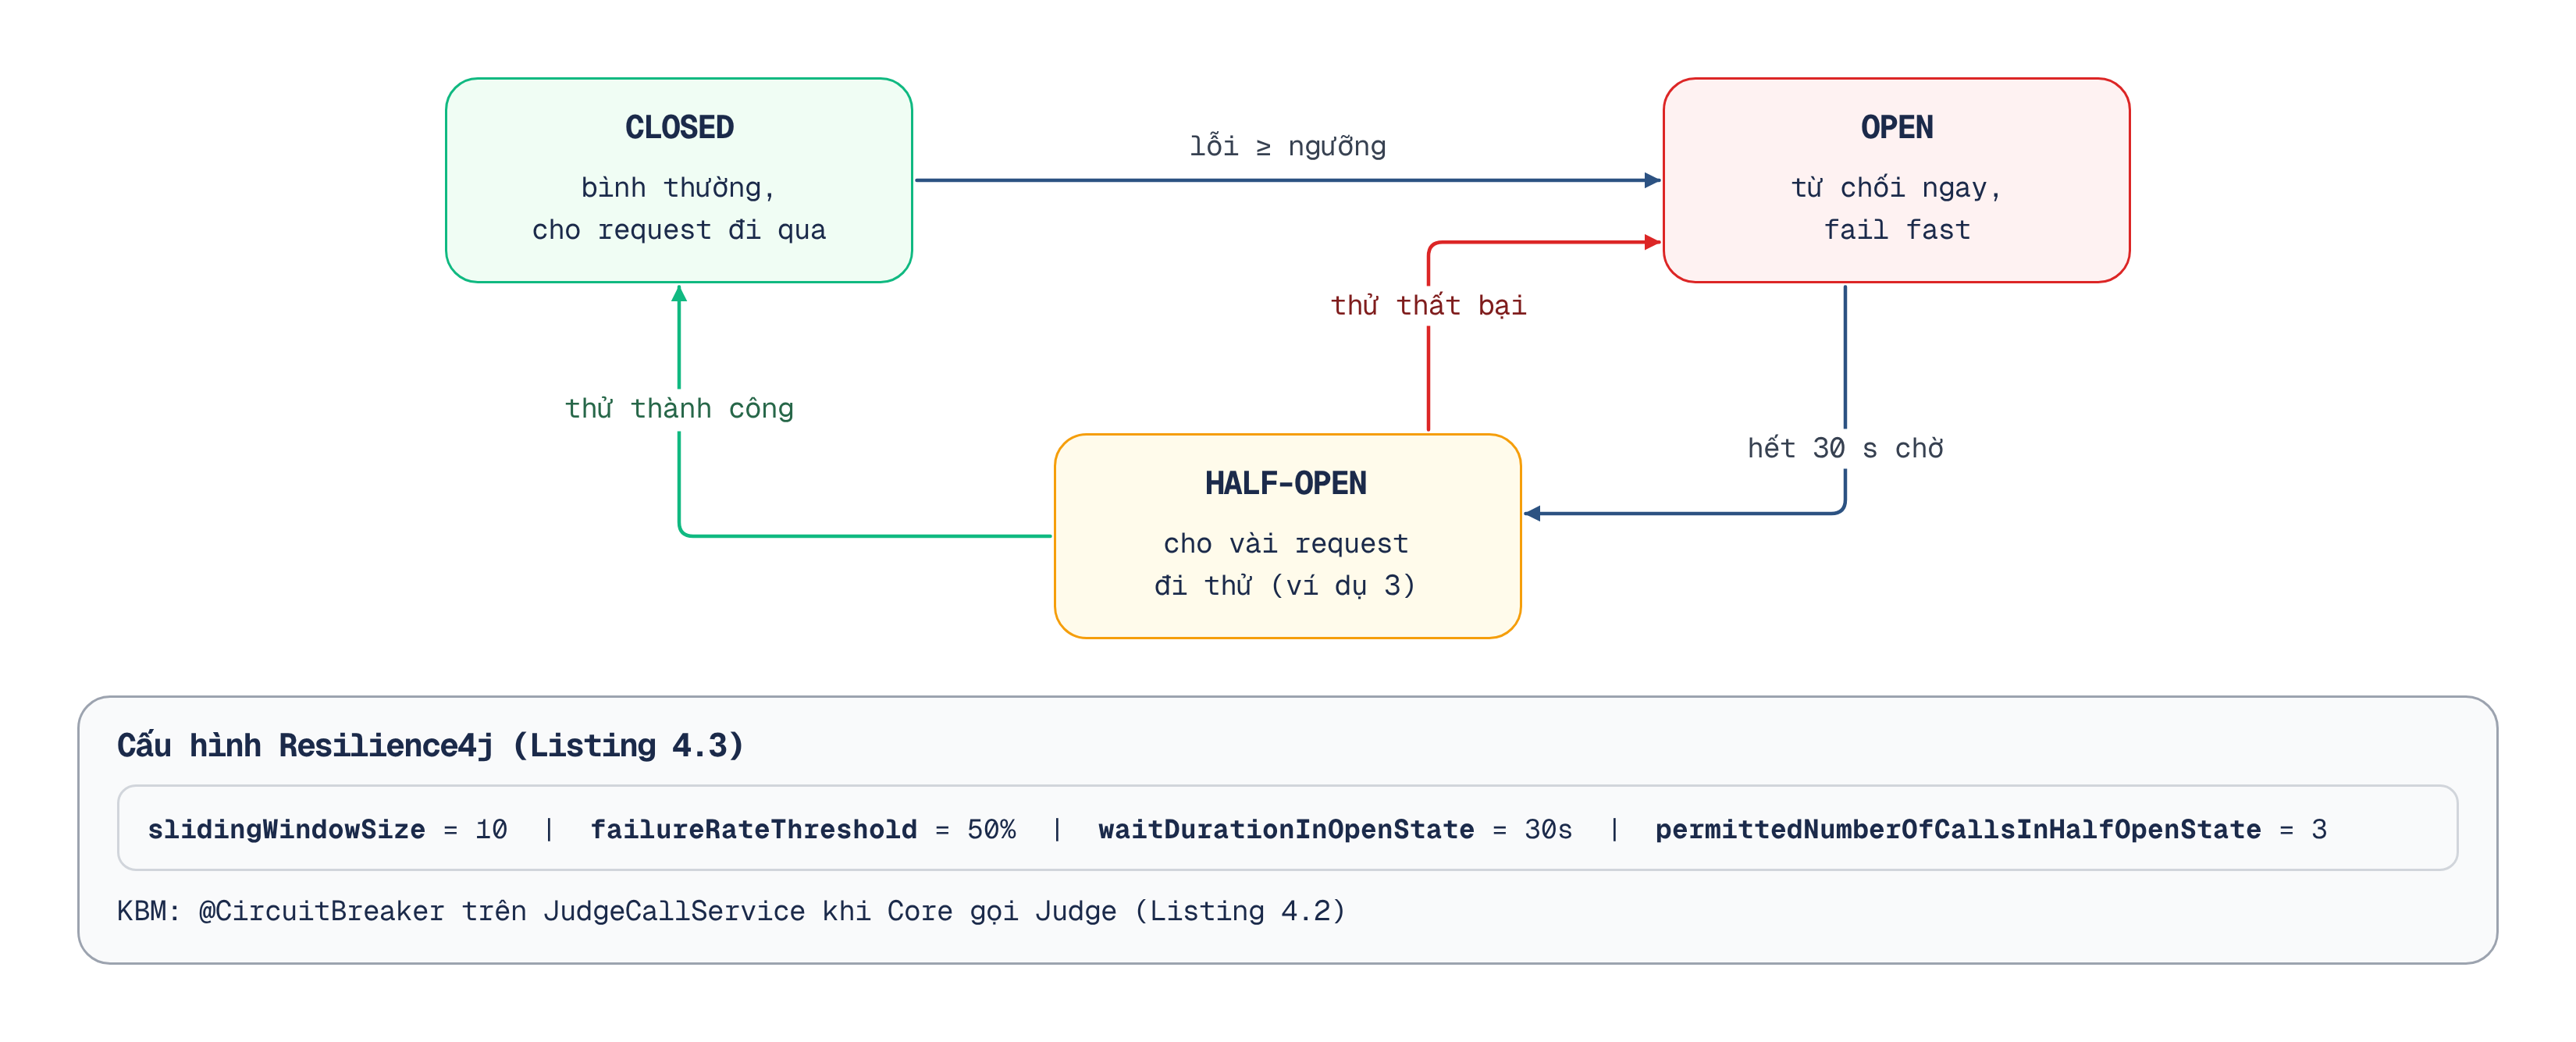 CLOSED
bình thường,
cho request đi qua
lỗi ≥ ngưỡng
OPEN
từ chối ngay,
fail fast
thử thất bại
thử thành công
hết 30 s chờ
HALF-OPEN
cho vài request
đi thử (ví dụ 3)
Cấu hình Resilience4j (Listing 4.3)
slidingWindowSize = 10 | failureRateThreshold = 50% | waitDurationInOpenState = 30s | permittedNumberOfCallsInHalfOpenState = 3
KBM: @CircuitBreaker trên JudgeCallService khi Core gọi Judge (Listing 4.2)